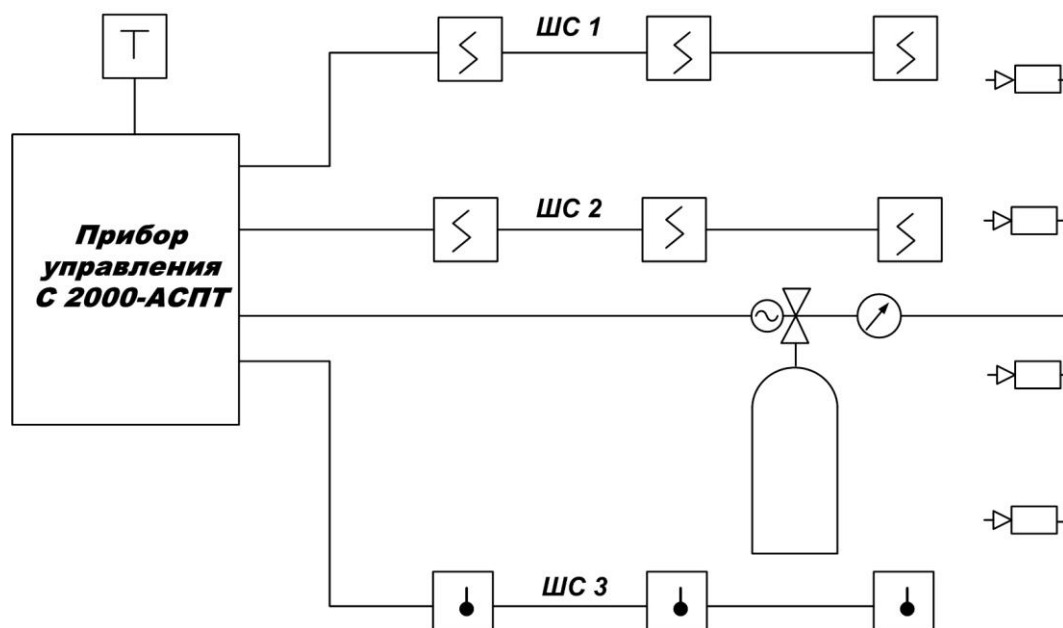 T
ШС 1
ШС 2
Прибор
управления
С 2000-АСПТ
ШС 3